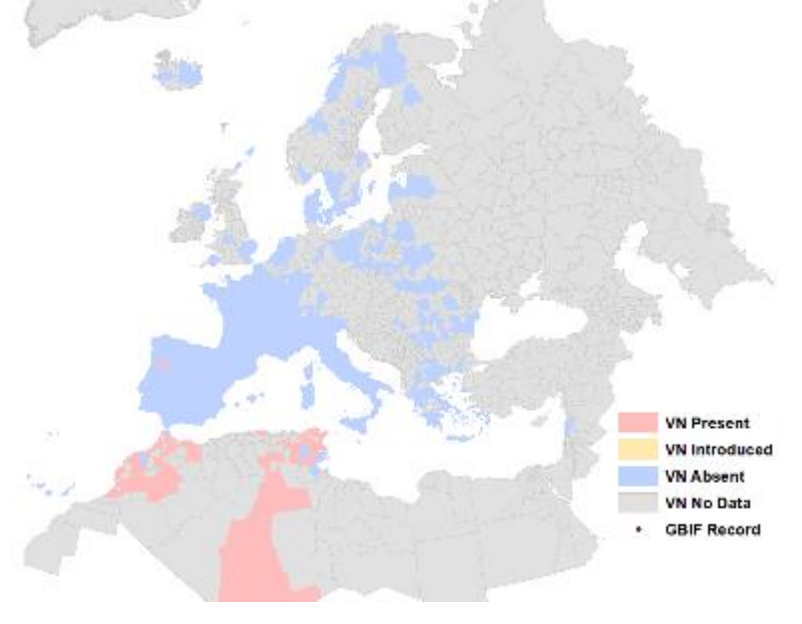 VN Present
VN Introduced
VN Absent
VN No Data
GBIF Record